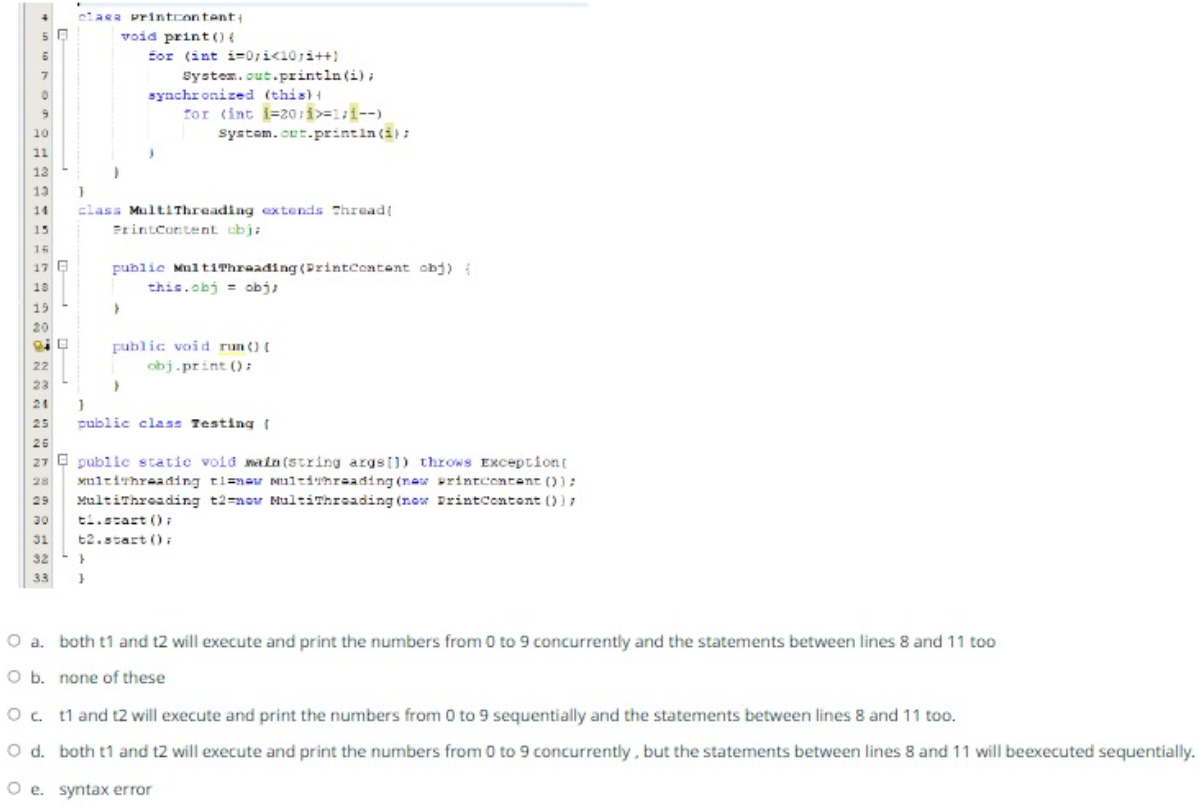 4 class PrintContent{
5 void print(){
6 for (int i=0;i<10;i++)
7 System.out.println(i);
8 synchronized (this){
9 for (int i=20;i>=1;i--)
10 System.out.println(i);
11 }
12 }
13 }
14 class MultiThreading extends Thread{
15 PrintContent obj;
16
17 public MultiThreading(PrintContent obj) {
18 this.obj = obj;
19 }
20
public void run(){
22 obj.print();
23 }
24 }
25 public class Testing {
26
27 public static void main(String args[]) throws Exception{
28 MultiThreading t1=new MultiThreading(new PrintContent());
29 MultiThreading t2=new MultiThreading(new PrintContent());
30 t1.start();
31 t2.start();
32 }
33 }
a. both t1 and t2 will execute and print the numbers from 0 to 9 concurrently and the statements between lines 8 and 11 too
b. none of these
c. t1 and t2 will execute and print the numbers from 0 to 9 sequentially and the statements between lines 8 and 11 too.
d. both t1 and t2 will execute and print the numbers from 0 to 9 concurrently , but the statements between lines 8 and 11 will beexecuted sequentially.
e. syntax error